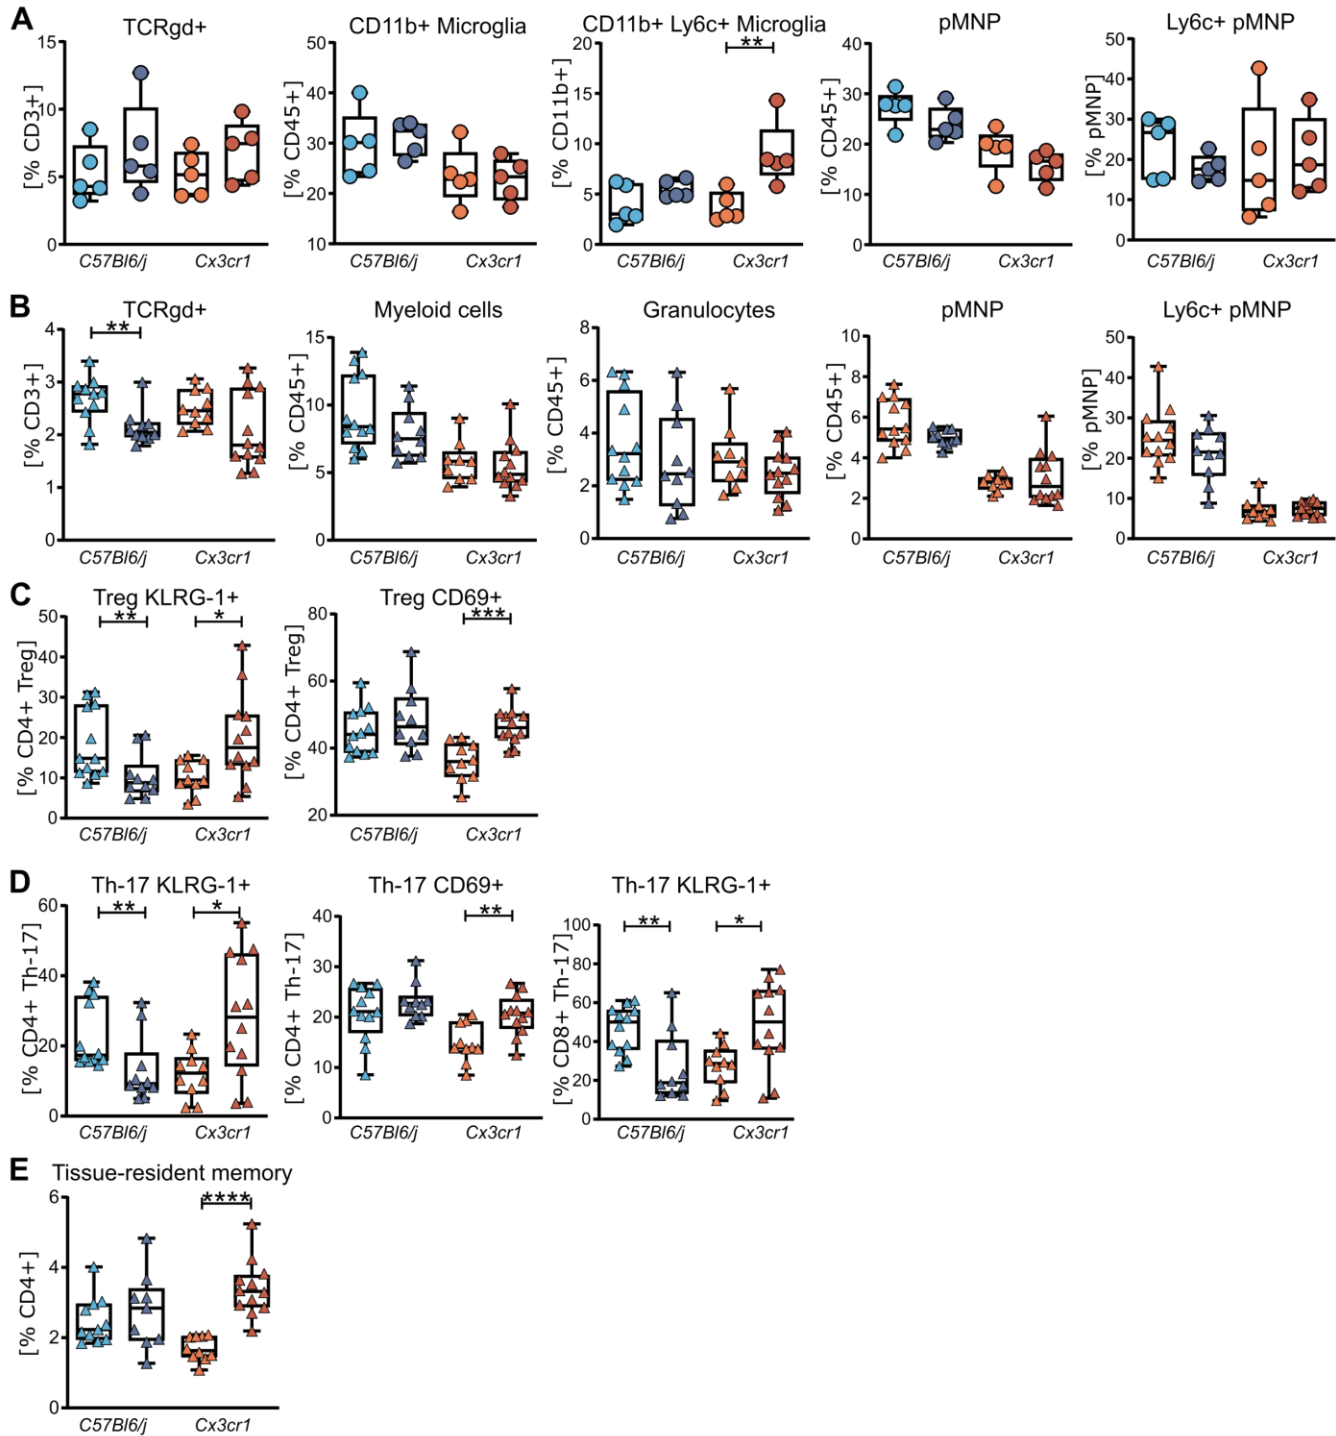 A
TCRgd+
CD11b+ Microglia
CD11b+ Ly6c+ Microglia
pMNP
Ly6c+ pMNP
[% CD3+]
15
10
5
0
C57Bl6/j
Cx3cr1
[% CD45+]
50
40
30
20
10
C57Bl6/j
Cx3cr1
[% CD11b+]
20
15
10
5
0
**
C57Bl6/j
Cx3cr1
[% CD45+]
40
30
20
10
0
C57Bl6/j
Cx3cr1
[% pMNP]
50
40
30
20
10
0
C57Bl6/j
Cx3cr1
B
TCRgd+
Myeloid cells
Granulocytes
pMNP
Ly6c+ pMNP
[% CD3+]
4
3
2
1
0
**
C57Bl6/j
Cx3cr1
[% CD45+]
15
10
5
0
C57Bl6/j
Cx3cr1
[% CD45+]
8
6
4
2
0
C57Bl6/j
Cx3cr1
[% CD45+]
10
8
6
4
2
0
C57Bl6/j
Cx3cr1
[% pMNP]
50
40
30
20
10
0
C57Bl6/j
Cx3cr1
C
Treg KLRG-1+
Treg CD69+
[% CD4+ Treg]
50
40
30
20
10
0
**
*
C57Bl6/j
Cx3cr1
[% CD4+ Treg]
80
60
40
20
***
C57Bl6/j
Cx3cr1
D
Th-17 KLRG-1+
Th-17 CD69+
Th-17 KLRG-1+
[% CD4+ Th-17]
60
40
20
0
**
*
C57Bl6/j
Cx3cr1
[% CD4+ Th-17]
40
30
20
10
0
**
C57Bl6/j
Cx3cr1
[% CD8+ Th-17]
100
80
60
40
20
0
**
*
C57Bl6/j
Cx3cr1
E
Tissue-resident memory
[% CD4+]
6
4
2
0
****
C57Bl6/j
Cx3cr1